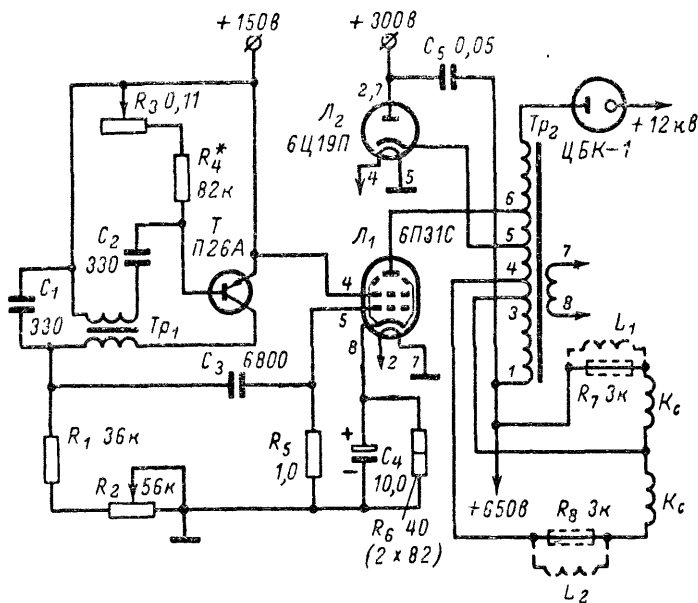 +150В
+300В
C5 0,05
2,7
R3 0,11
Л2
6Ц19П
Тр2
ЦБК-1
+12кв
R4*
82к
4
5
6
C2
330
Т
П26А
Л1
6П31С
5
4
7
4
5
3
8
C1
330
Тр1
8
2
7
1
L1
C3 6800
R7 3к
Kc
R1 36к
R5
1,0
+
–
C4
10,0
R2
56к
R6 40
(2×82)
+650В
R8 3к
Kc
L2